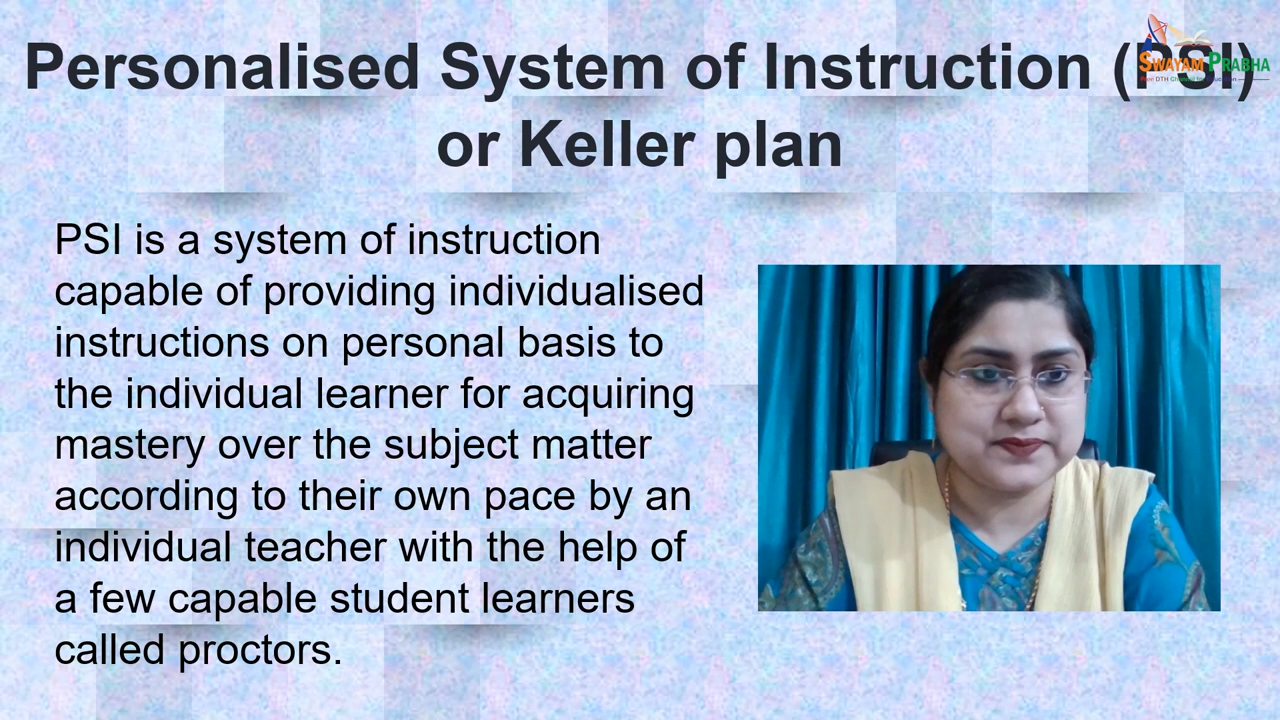 Personalised System of Instruction (PSI)
or Keller plan
SWAYAM PRABHA
PSI is a system of instruction
capable of providing individualised
instructions on personal basis to
the individual learner for acquiring
mastery over the subject matter
according to their own pace by an
individual teacher with the help of
a few capable student learners
called proctors.